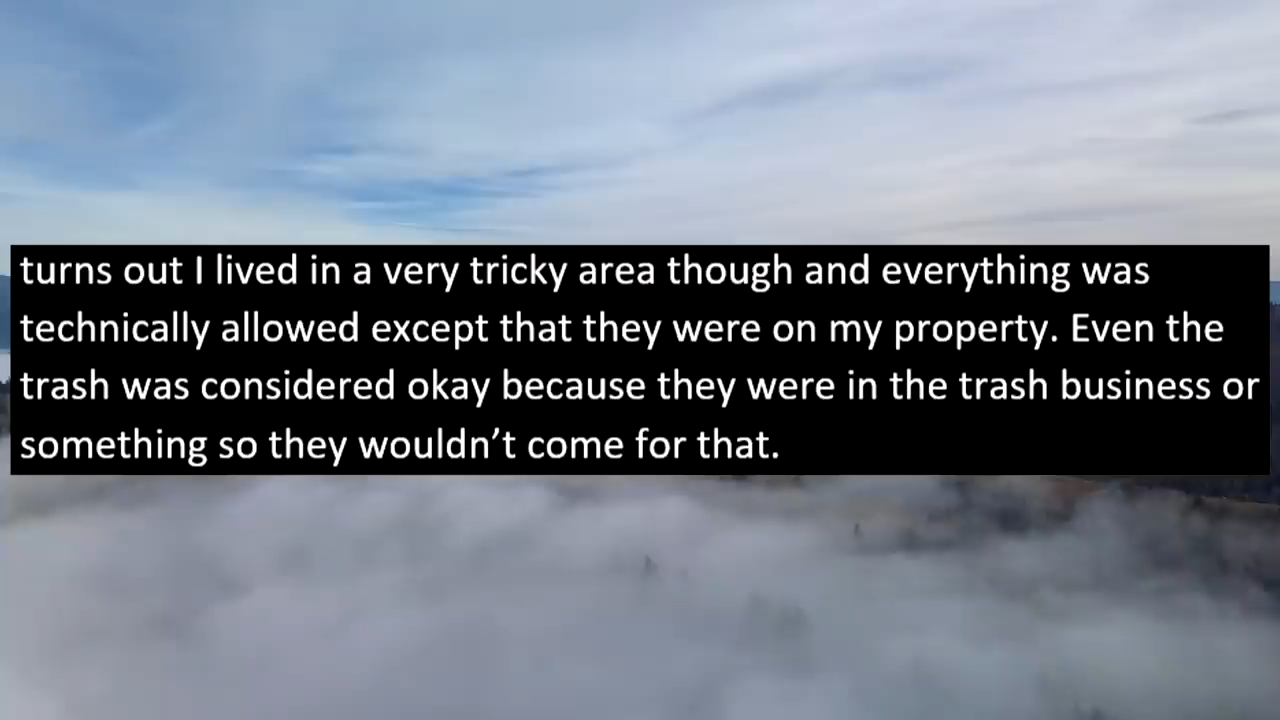 turns out I lived in a very tricky area though and everything was
technically allowed except that they were on my property. Even the
trash was considered okay because they were in the trash business or
something so they wouldn’t come for that.